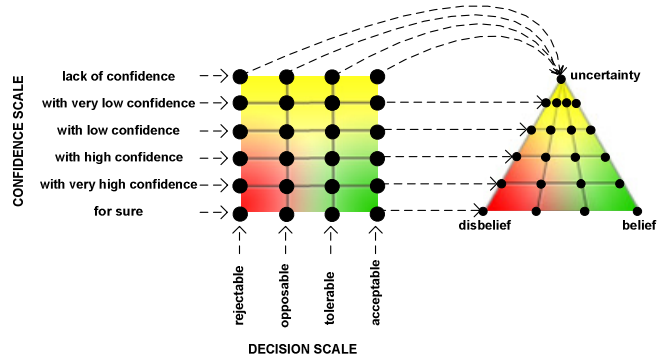 lack of confidence
with very low confidence
with low confidence
with high confidence
with very high confidence
for sure
CONFIDENCE SCALE
rejectable
opposable
tolerable
acceptable
DECISION SCALE
uncertainty
disbelief
belief